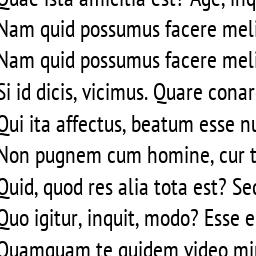 Quae ista amicitia est? Age, inq
Nam quid possumus facere meli
Nam quid possumus facere meli
Si id dicis, vicimus. Quare conar
Qui ita affectus, beatum esse nu
Non pugnem cum homine, cur t
Quid, quod res alia tota est? Sed
Quo igitur, inquit, modo? Esse e
Quamquam te quidem video mi